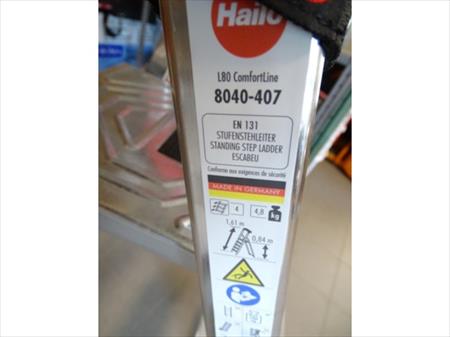 Hailo
L80 ComfortLine
8040-407
EN 131
STUFENSTEHLEITER
STANDING STEP LADDER
ESCABEU
Conforme aux exigences de sécurité
MADE IN GERMANY
4
4,8
kg
1,61 m
0,84 m